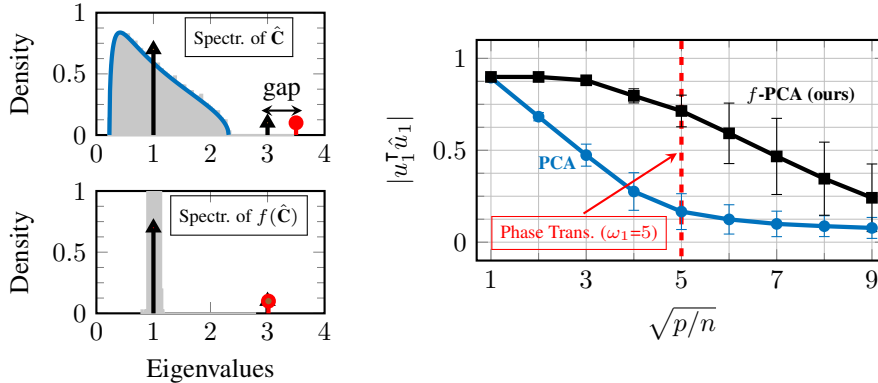 1
0.5
0
Density
Spectr. of Ĉ
gap
0 1 2 3 4
1
0.5
0
Density
Spectr. of f(Ĉ)
0 1 2 3 4
Eigenvalues
1
0.5
0
|u₁ᵀû₁|
f-PCA (ours)
PCA
Phase Trans. (ω₁=5)
1 3 5 7 9
√p/n